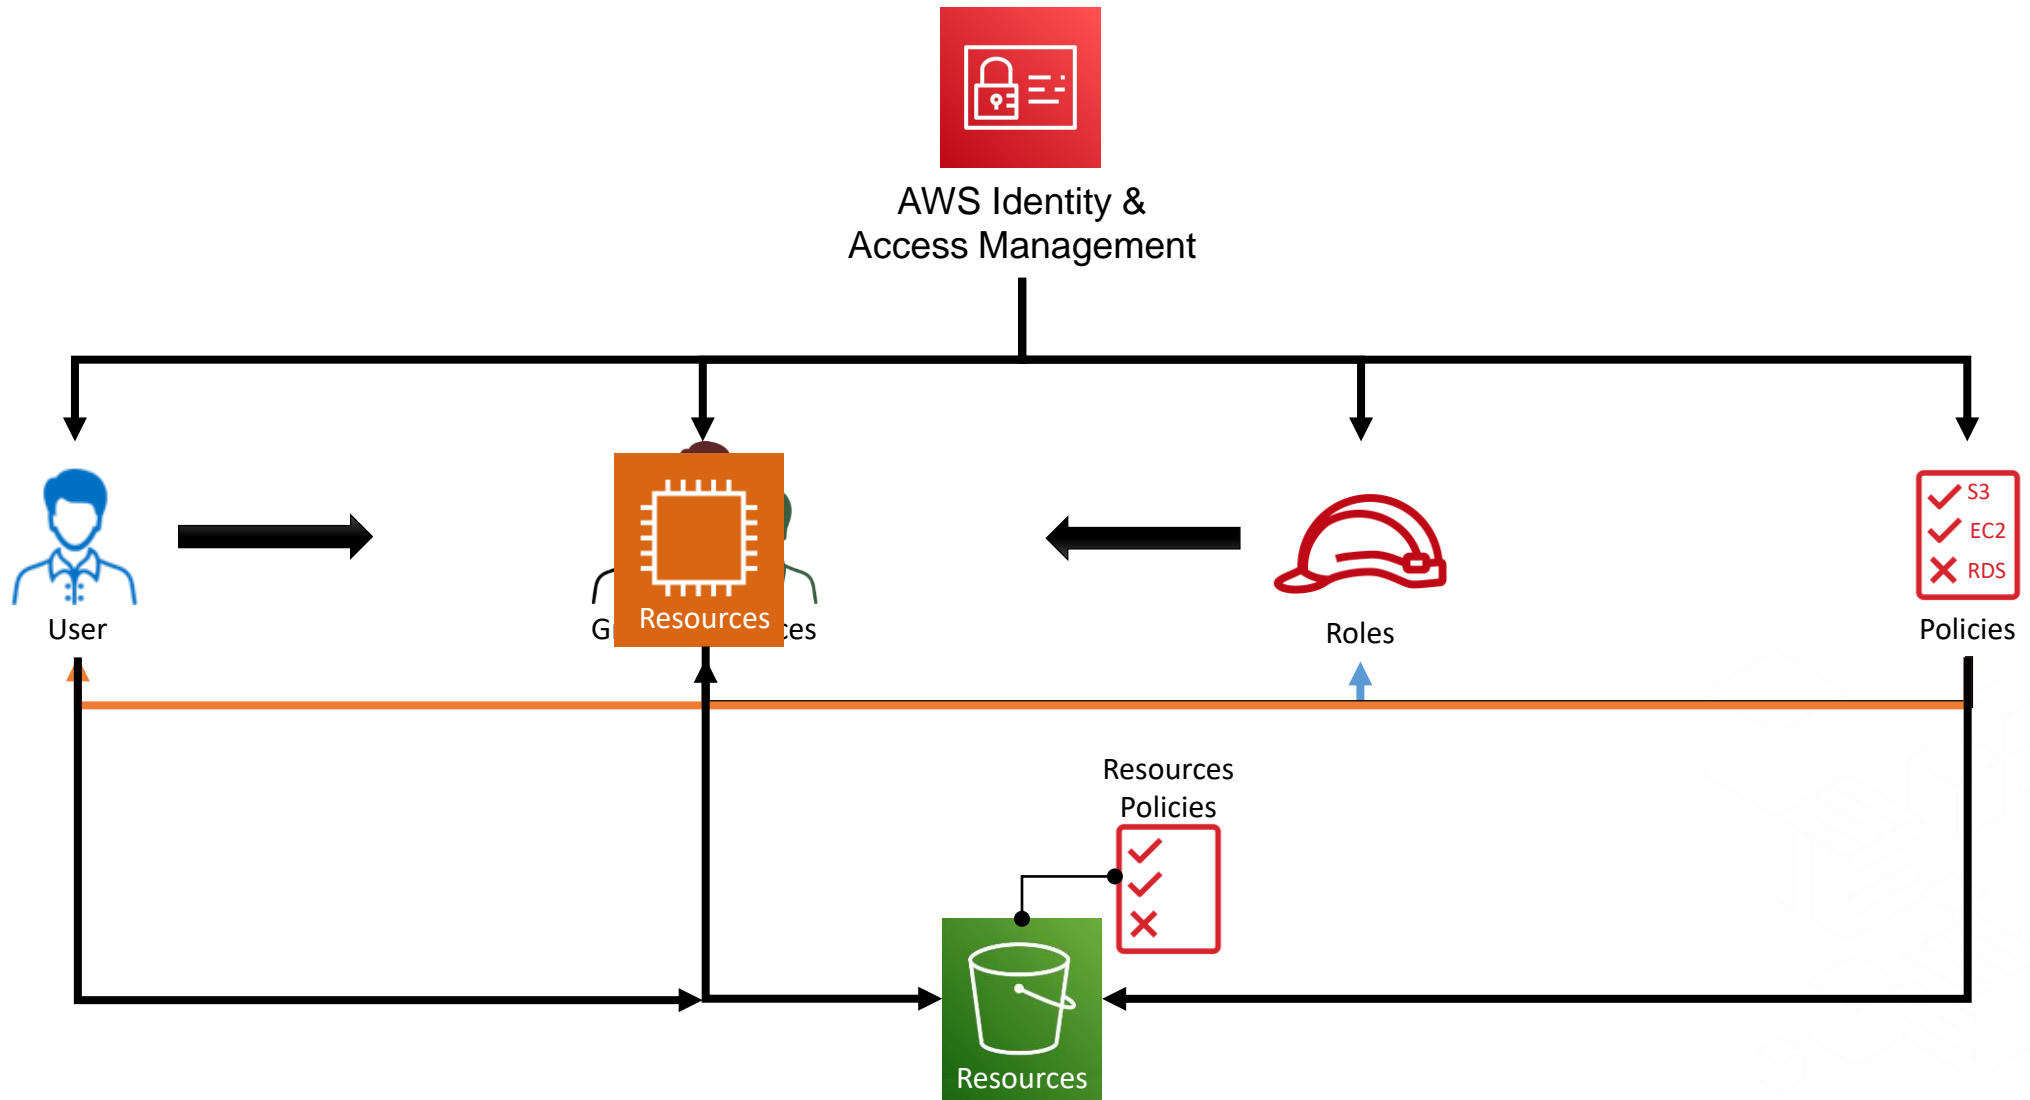 AWS Identity &
Access Management
S3
EC2
RDS
User
Resources
Roles
Policies
Resources
Policies
Resources